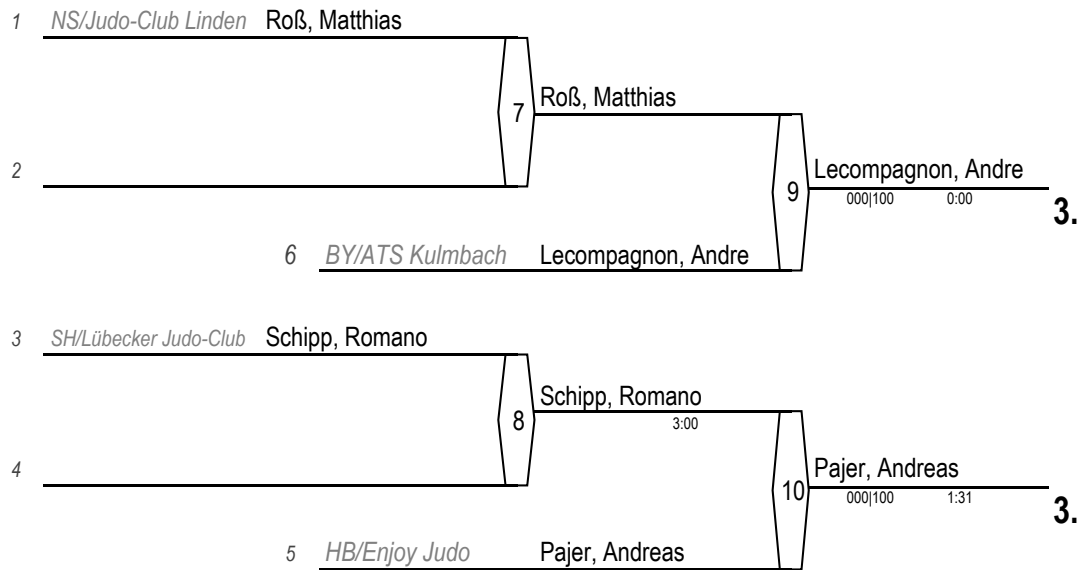 1 NS/Judo-Club Linden Roß, Matthias
7 Roß, Matthias
2
9 Lecompagnon, Andre
000|100 0:00
3.
6 BY/ATS Kulmbach Lecompagnon, Andre
3 SH/Lübecker Judo-Club Schipp, Romano
8 Schipp, Romano
3:00
4
10 Pajer, Andreas
000|100 1:31
3.
5 HB/Enjoy Judo Pajer, Andreas